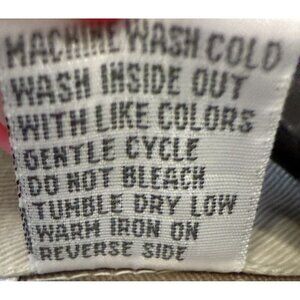 MACHINE WASH COLD
WASH INSIDE OUT
WITH LIKE COLORS
GENTLE CYCLE
DO NOT BLEACH
TUMBLE DRY LOW
WARM IRON ON
REVERSE SIDE